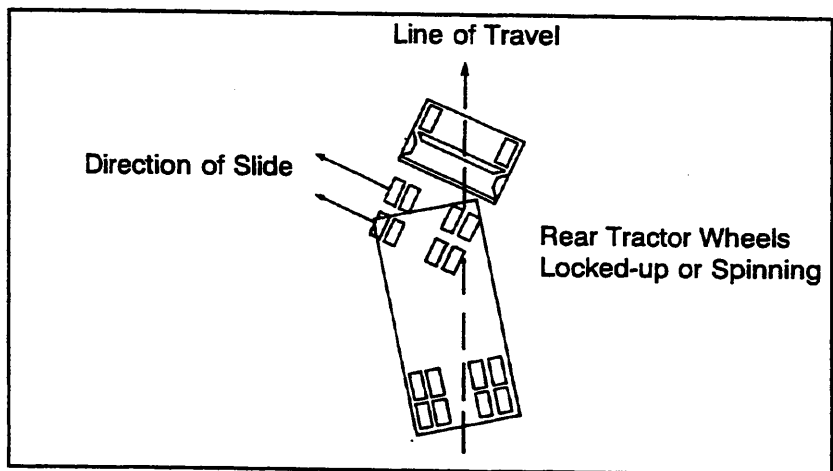 Line of Travel
Direction of Slide
Rear Tractor Wheels
Locked-up or Spinning